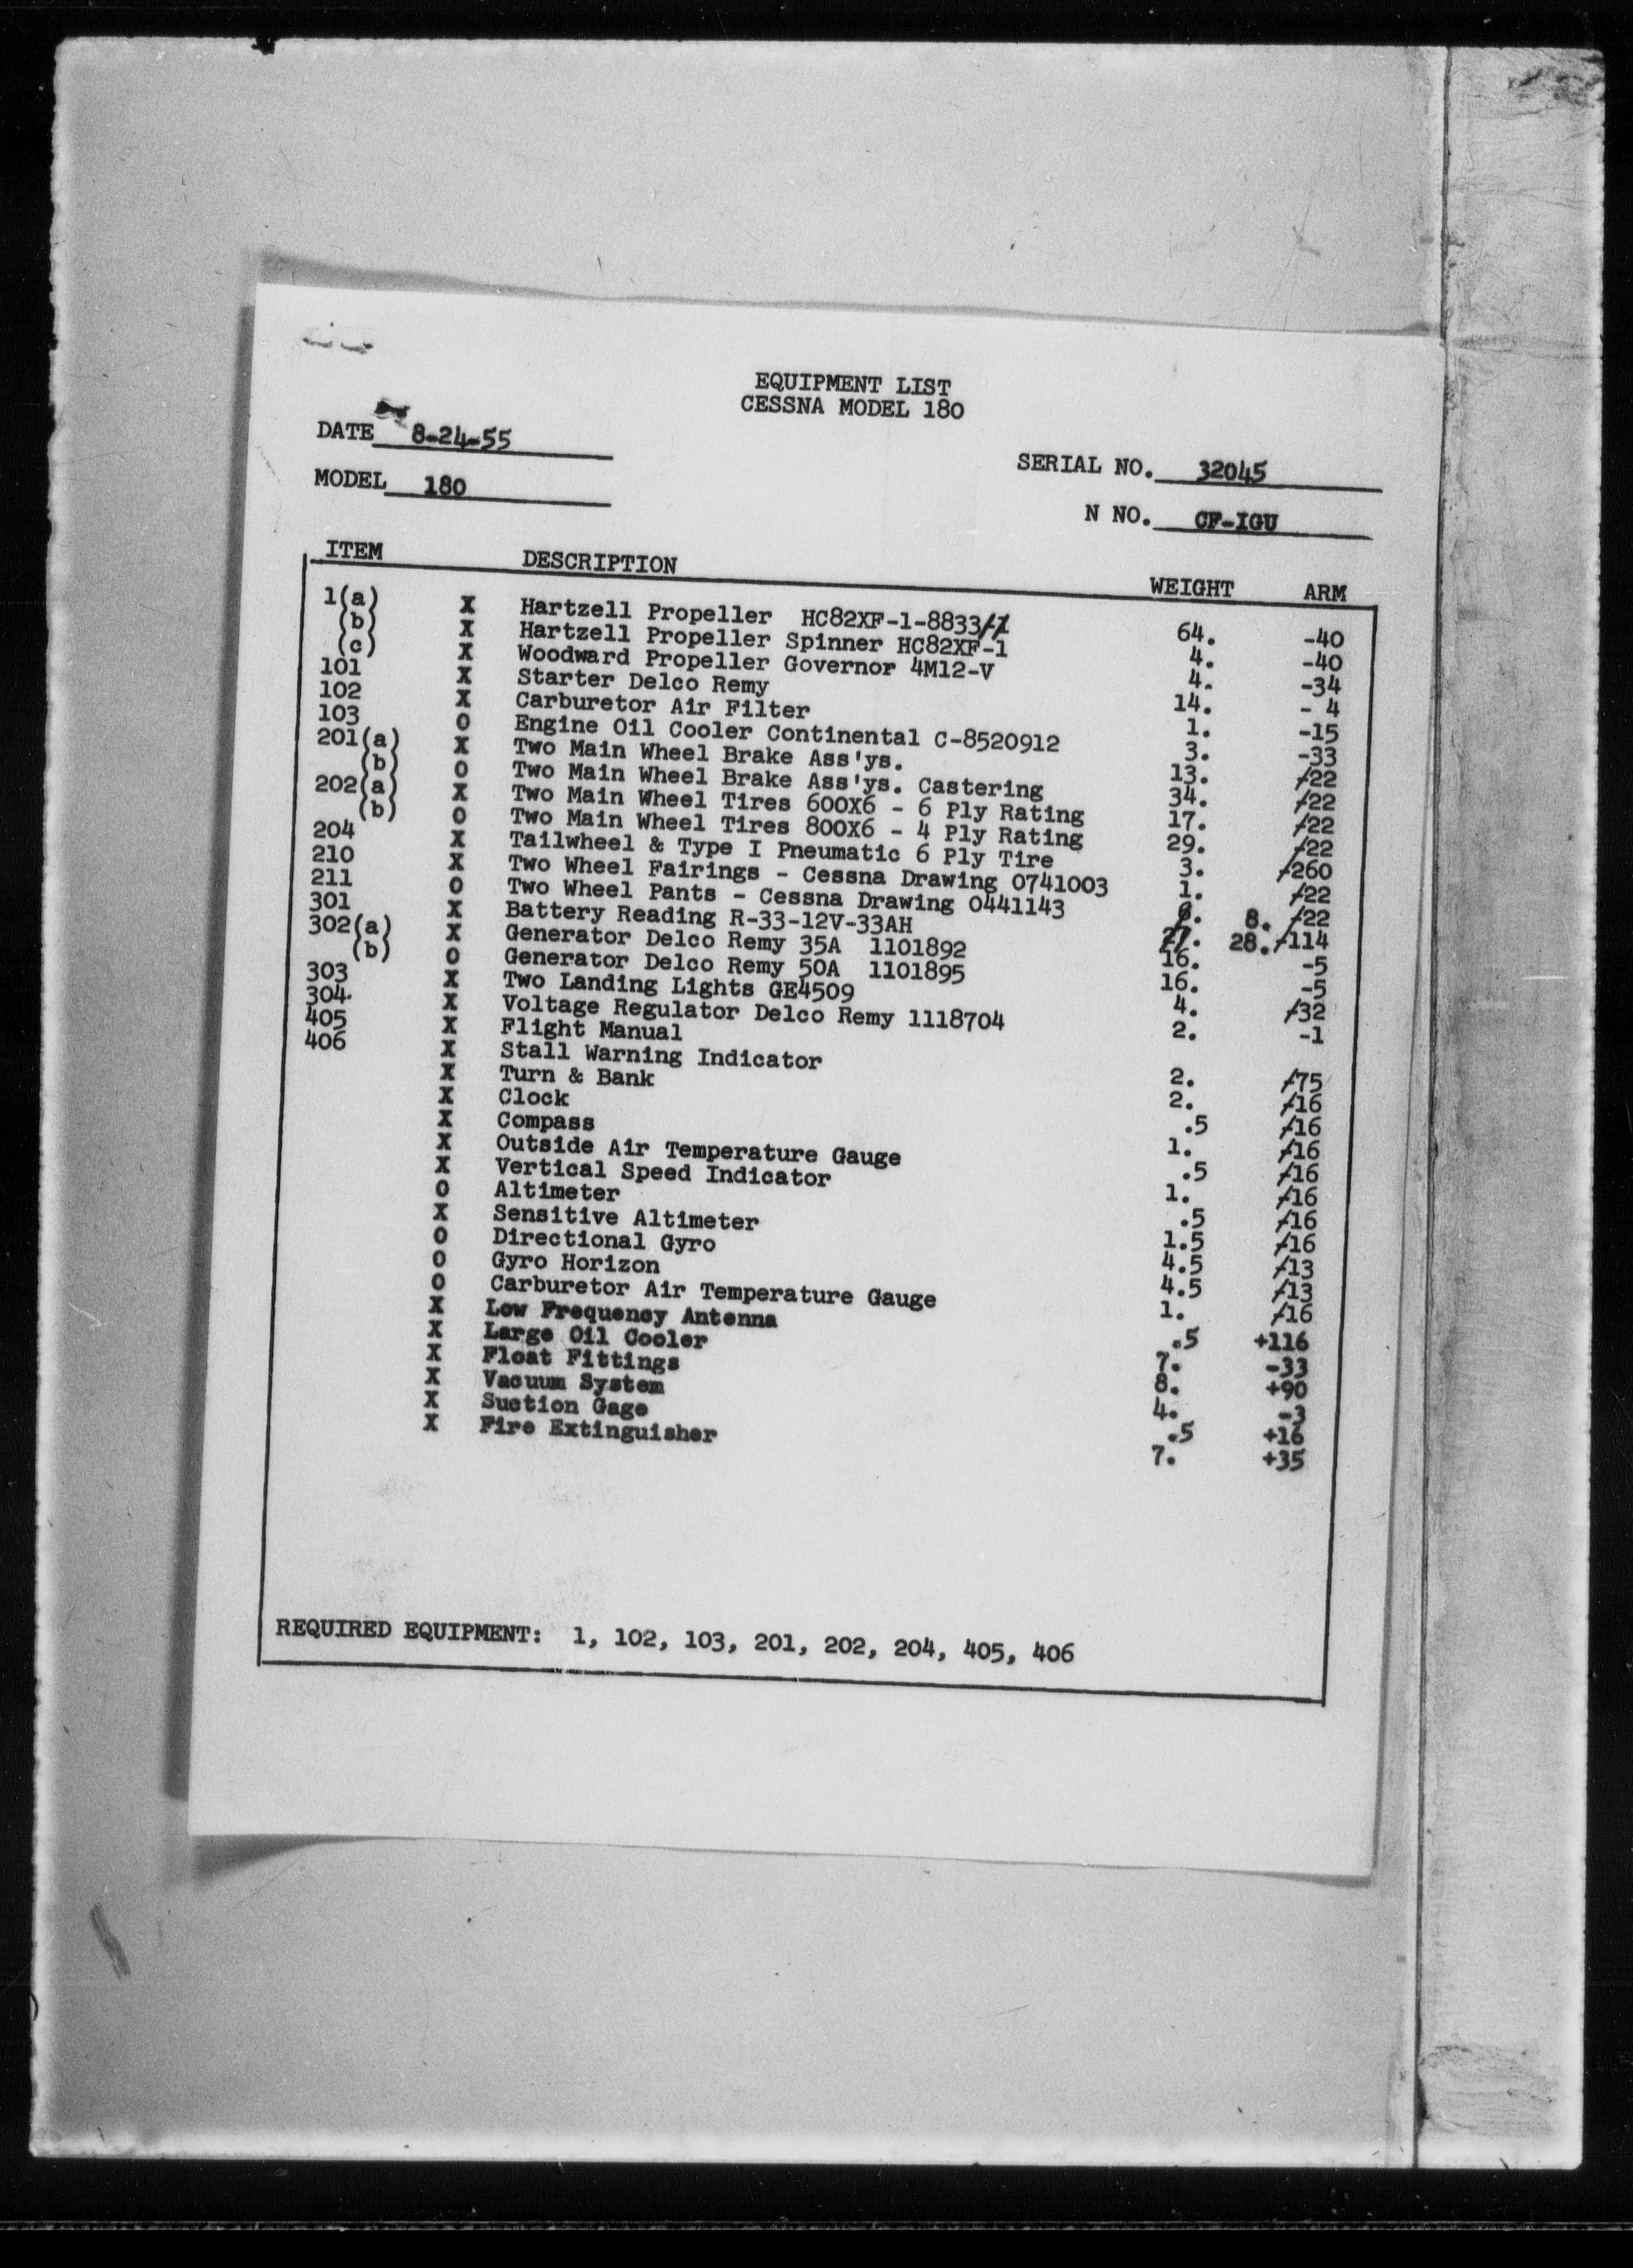 EQUIPMENT LIST
CESSNA MODEL 180
DATE 8-24-55
SERIAL NO. 32045
MODEL 180
N NO. CF-IGU
ITEM DESCRIPTION WEIGHT ARM
1(a) X Hartzell Propeller HC82XF-1-8833 64. -40
(b) X Hartzell Propeller Spinner HC82XF-1 4. -40
(c) X Woodward Propeller Governor 4M12-V 4. -34
101 X Starter Delco Remy 14. - 4
102 X Carburetor Air Filter 1. -15
103 O Engine Oil Cooler Continental C-8520912 3. -33
201(a) X Two Main Wheel Brake Ass'ys. 13. +22
(b) O Two Main Wheel Brake Ass'ys. Castering 34. +22
202(a) X Two Main Wheel Tires 600X6 - 6 Ply Rating 17. +22
(b) O Two Main Wheel Tires 800X6 - 4 Ply Rating 29. +22
204 X Tailwheel & Type I Pneumatic 6 Ply Tire 3. +260
210 X Two Wheel Fairings - Cessna Drawing 0741003 1. +22
211 O Two Wheel Pants - Cessna Drawing 0441143 6. 8. +22
301 X Battery Reading R-33-12V-33AH 27. 28. +114
302(a) X Generator Delco Remy 35A 1101892 16. -5
(b) O Generator Delco Remy 50A 1101895 16. -5
303 X Two Landing Lights GE4509 4. +32
304 X Voltage Regulator Delco Remy 1118704 2. -1
405 X Flight Manual
406 X Stall Warning Indicator 2. +75
X Turn & Bank 2. +16
X Clock .5 +16
X Compass 1. +16
X Outside Air Temperature Gauge .5 +16
X Vertical Speed Indicator 1. +16
O Altimeter .5 +16
X Sensitive Altimeter 1.5 +16
O Directional Gyro 4.5 +13
O Gyro Horizon 4.5 +13
O Carburetor Air Temperature Gauge 1. +16
X Low Frequency Antenna .5 +116
X Large Oil Cooler 7. -33
X Float Fittings 8. +90
X Vacuum System 4. -3
X Suction Gage .5 +16
X Fire Extinguisher 7. +35
REQUIRED EQUIPMENT: 1, 102, 103, 201, 202, 204, 405, 406